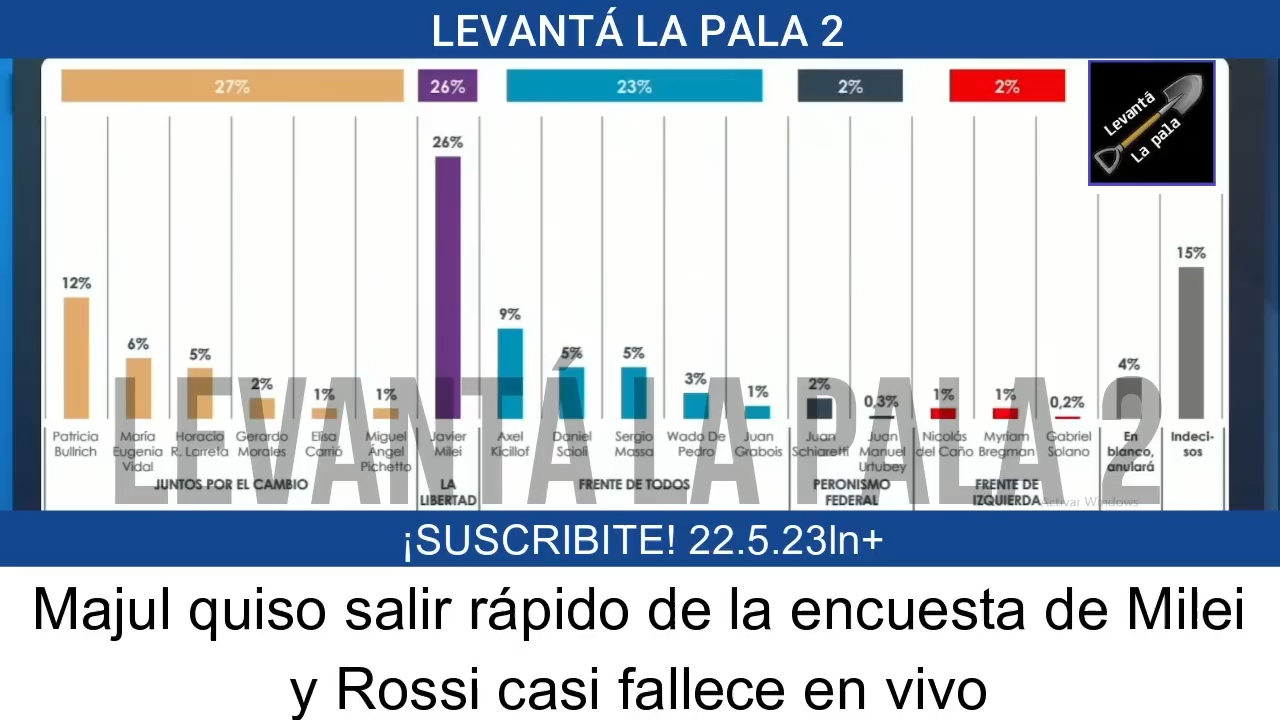 LEVANTÁ LA PALA 2
27%
26%
23%
2%
2%
Levantá
La pala
26%
15%
12%
9%
6%
5%
5%
5%
4%
3%
2%
2%
1%
1%
1%
0,3%
1%
1%
0,2%
LEVANTÁ LA PALA 2
Patricia
Bullrich
María
Eugenia
Vidal
Horacio
R. Larreta
Gerardo
Morales
Elisa
Carrió
Miguel
Ángel
Pichetto
Javier
Milei
Axel
Kicillof
Daniel
Scioli
Sergio
Massa
Wado De
Pedro
Juan
Grabois
Juan
Schiaretti
Juan
Manuel
Urtubey
Nicolás
del Caño
Myriam
Bregman
Gabriel
Solano
En
blanco,
anulará
Indeci-
sos
JUNTOS POR EL CAMBIO
LA
LIBERTAD
FRENTE DE TODOS
PERONISMO
FEDERAL
FRENTE DE
IZQUIERDA
Activar Windows
¡SUSCRIBITE! 22.5.23ln+
Majul quiso salir rápido de la encuesta de Milei
y Rossi casi fallece en vivo